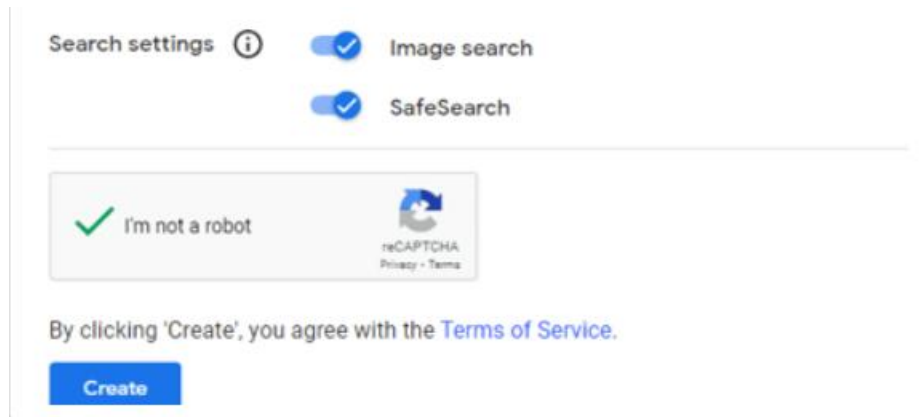 Search settings Image search
SafeSearch
I'm not a robot
reCAPTCHA
Privacy - Terms
By clicking 'Create', you agree with the Terms of Service.
Create